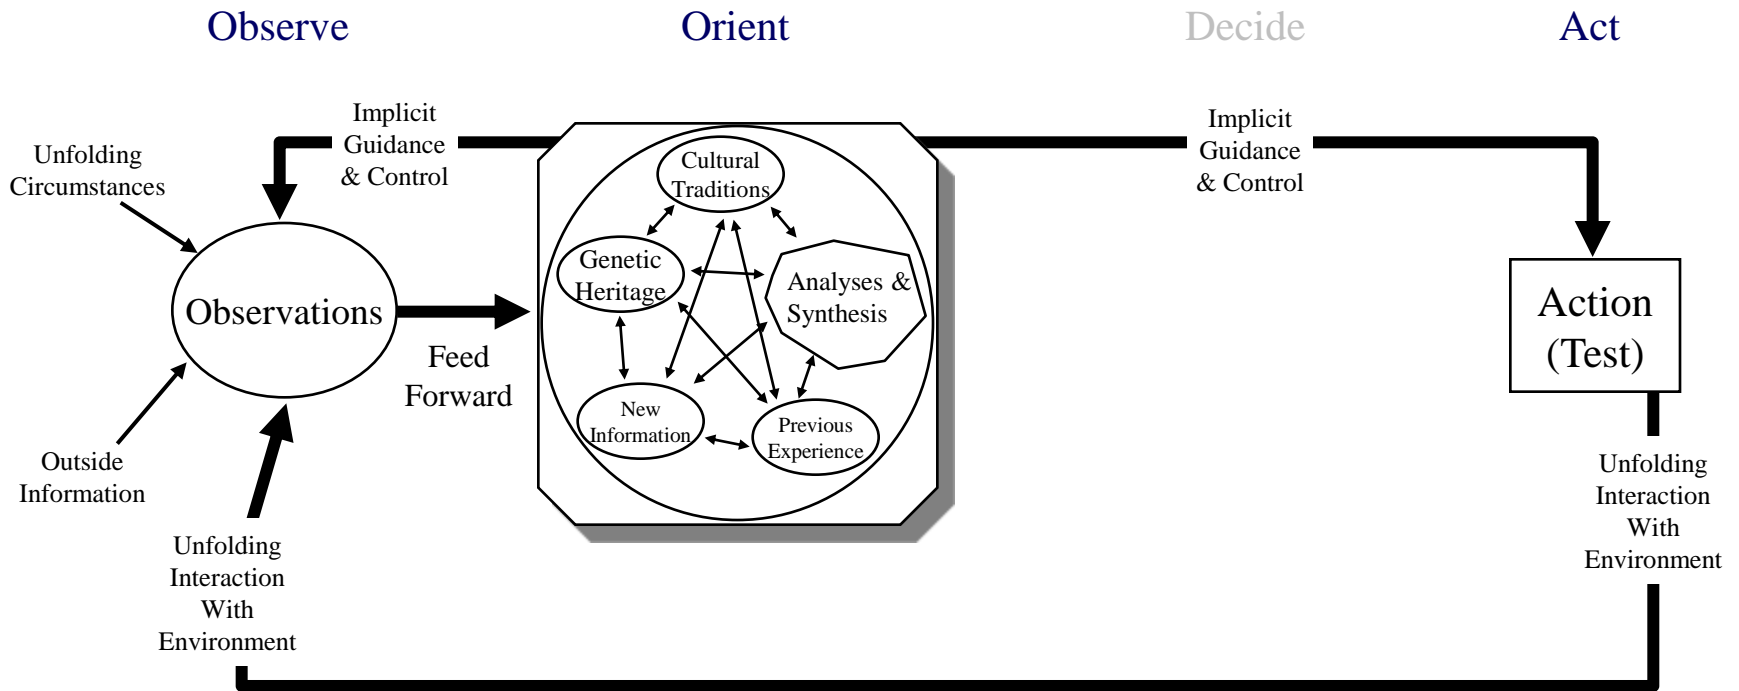 Observe
Orient
Decide
Act
Implicit
Guidance
& Control
Implicit
Guidance
& Control
Unfolding
Circumstances
Cultural
Traditions
Genetic
Heritage
Analyses &
Synthesis
Observations
Action
(Test)
Feed
Forward
New
Information
Previous
Experience
Outside
Information
Unfolding
Interaction
With
Environment
Unfolding
Interaction
With
Environment